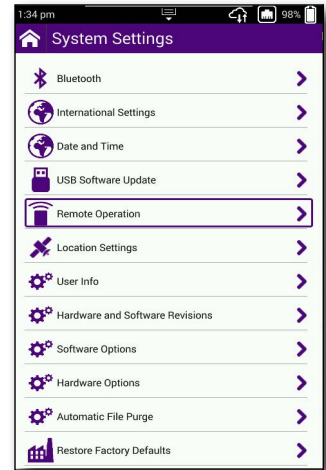 1:34 pm
98%
System Settings
Bluetooth
International Settings
Date and Time
USB Software Update
Remote Operation
Location Settings
User Info
Hardware and Software Revisions
Software Options
Hardware Options
Automatic File Purge
Restore Factory Defaults